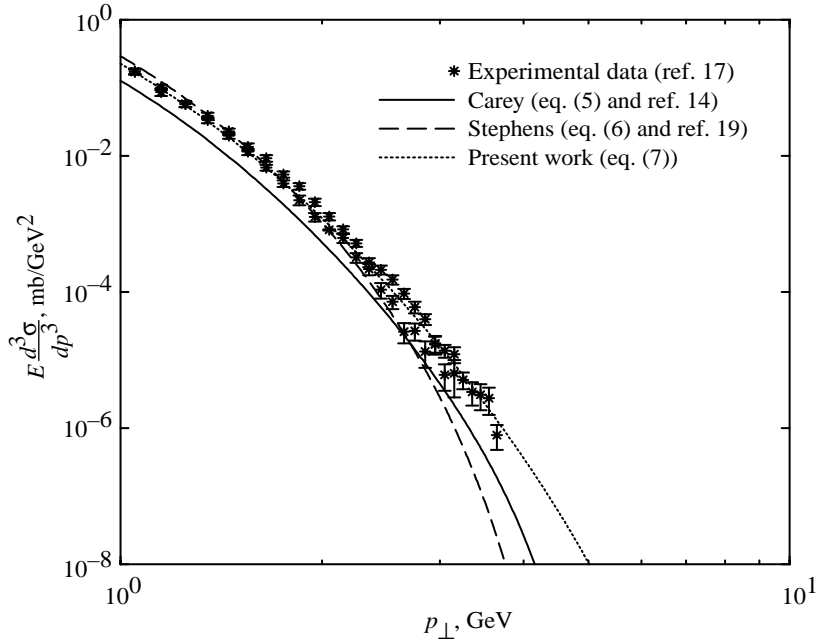 10^0
10^-2
10^-4
10^-6
10^-8
E d^3σ/dp^3, mb/GeV^2
Experimental data (ref. 17)
Carey (eq. (5) and ref. 14)
Stephens (eq. (6) and ref. 19)
Present work (eq. (7))
10^0
10^1
p⊥, GeV